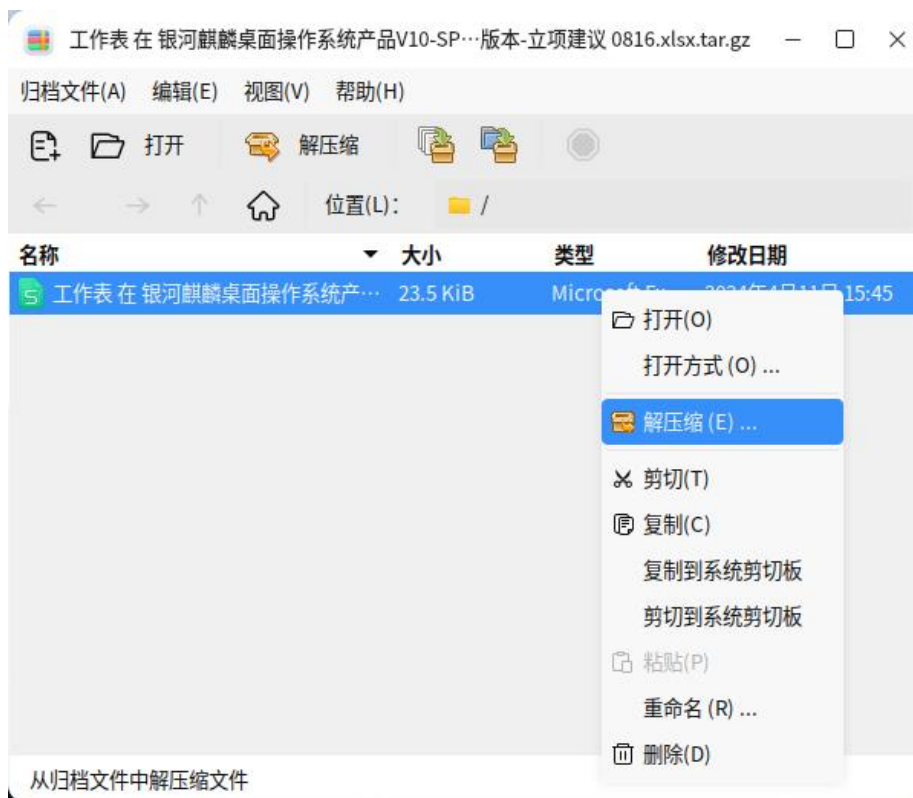 工作表 在 银河麒麟桌面操作系统产品V10-SP…版本-立项建议 0816.xlsx.tar.gz
归档文件(A) 编辑(E) 视图(V) 帮助(H)
打开 解压缩
位置(L)： /
名称 大小 类型 修改日期
工作表 在 银河麒麟桌面操作系统产… 23.5 KiB 15:45
打开(O)
打开方式 (O) ...
解压缩 (E) ...
剪切(T)
复制(C)
复制到系统剪切板
剪切到系统剪切板
粘贴(P)
重命名 (R) ...
删除(D)
从归档文件中解压缩文件